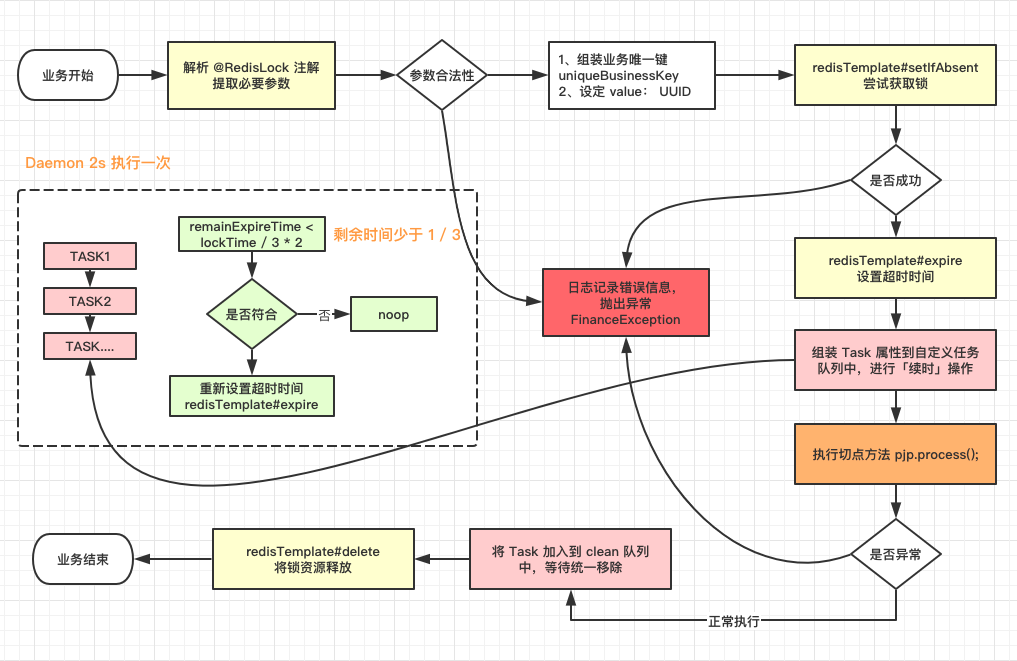 业务开始
解析 @RedisLock 注解
提取必要参数
参数合法性
1、组装业务唯一键
uniqueBusinessKey
2、设定 value： UUID
redisTemplate#setIfAbsent
尝试获取锁
是否成功
redisTemplate#expire
设置超时时间
组装 Task 属性到自定义任务
队列中，进行「续时」操作
执行切点方法 pjp.process();
是否异常
正常执行
日志记录错误信息，
抛出异常
FinanceException
Daemon 2s 执行一次
TASK1
TASK2
TASK....
remainExpireTime <
lockTime / 3 * 2
剩余时间少于 1 / 3
是否符合
否
noop
重新设置超时时间
redisTemplate#expire
将 Task 加入到 clean 队列
中，等待统一移除
redisTemplate#delete
将锁资源释放
业务结束